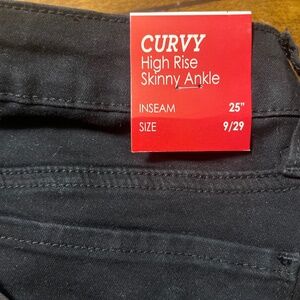 CURVY
High Rise
Skinny Ankle
INSEAM 25"
SIZE 9/29